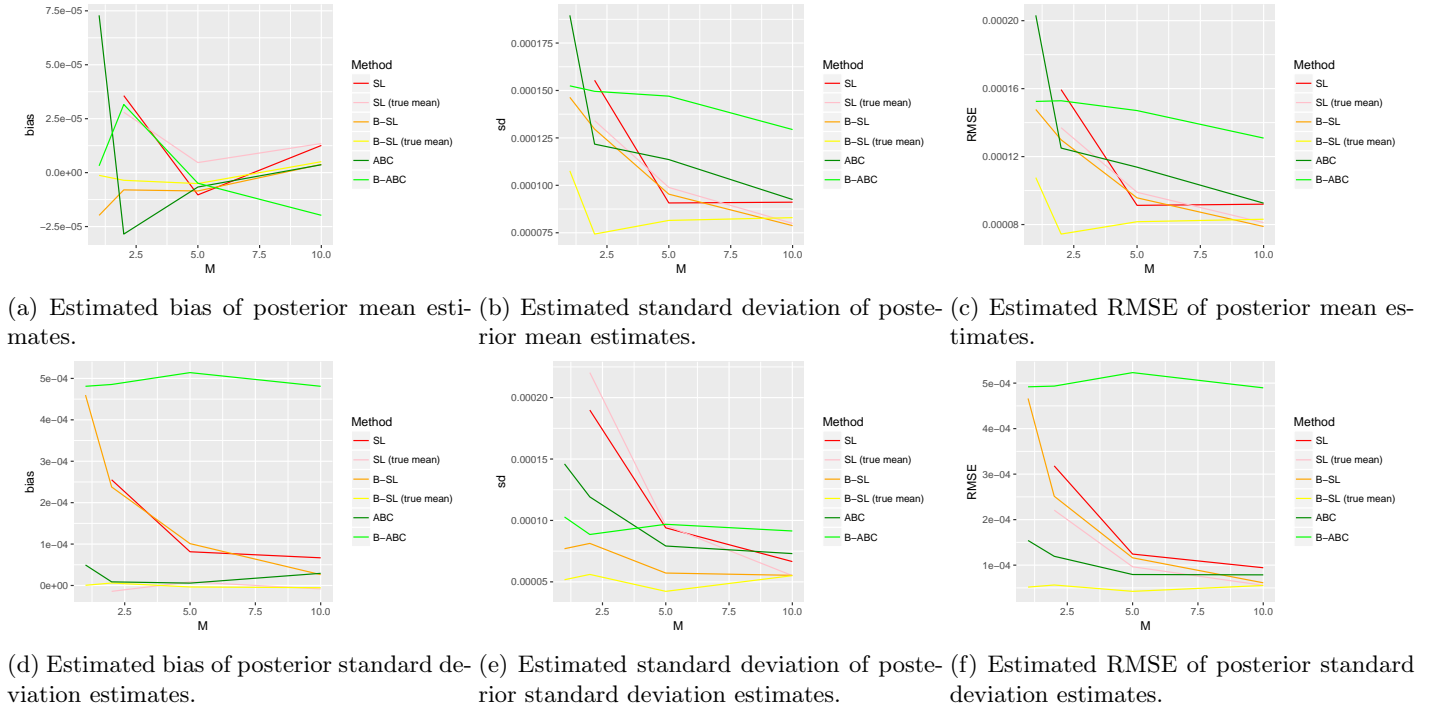 7.5e−05
5.0e−05
2.5e−05
0.0e+00
−2.5e−05
bias
2.5
5.0
7.5
10.0
M
Method
SL
SL (true mean)
B−SL
B−SL (true mean)
ABC
B−ABC
0.000175
0.000150
0.000125
0.000100
0.000075
sd
2.5
5.0
7.5
10.0
M
Method
SL
SL (true mean)
B−SL
B−SL (true mean)
ABC
B−ABC
0.00020
0.00016
0.00012
0.00008
RMSE
2.5
5.0
7.5
10.0
M
Method
SL
SL (true mean)
B−SL
B−SL (true mean)
ABC
B−ABC
(a) Estimated bias of posterior mean esti-
mates.
(b) Estimated standard deviation of poste-
rior mean estimates.
(c) Estimated RMSE of posterior mean es-
timates.
5e−04
4e−04
3e−04
2e−04
1e−04
0e+00
bias
2.5
5.0
7.5
10.0
M
Method
SL
SL (true mean)
B−SL
B−SL (true mean)
ABC
B−ABC
0.00020
0.00015
0.00010
0.00005
sd
2.5
5.0
7.5
10.0
M
Method
SL
SL (true mean)
B−SL
B−SL (true mean)
ABC
B−ABC
5e−04
4e−04
3e−04
2e−04
1e−04
RMSE
2.5
5.0
7.5
10.0
M
Method
SL
SL (true mean)
B−SL
B−SL (true mean)
ABC
B−ABC
(d) Estimated bias of posterior standard de-
viation estimates.
(e) Estimated standard deviation of poste-
rior standard deviation estimates.
(f) Estimated RMSE of posterior standard
deviation estimates.